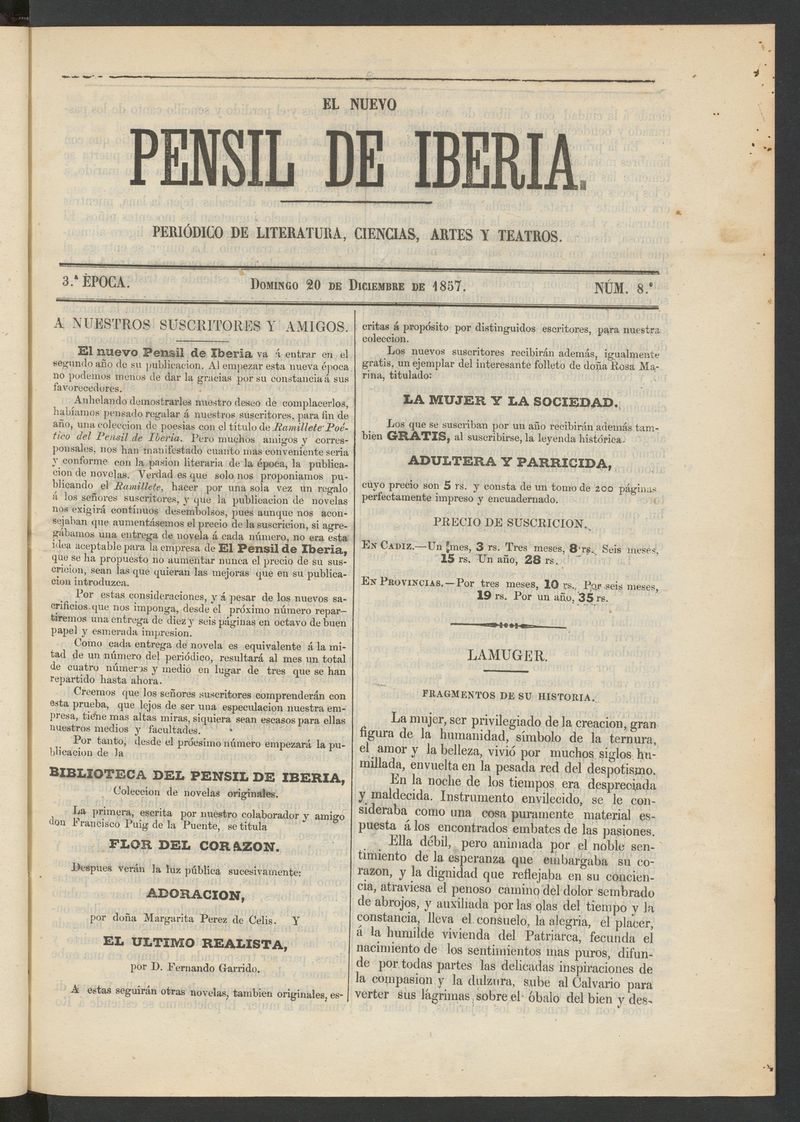 EL NUEVO
PENSIL DE IBERIA.
PERIÓDICO DE LITERATURA, CIENCIAS, ARTES Y TEATROS.
3.ª ÈPOCA.
Domingo 20 de Diciembre de 1857.
NÚM. 8.º
A NUESTROS SUSCRITORES Y AMIGOS.
El nuevo Pensil de Iberia va á entrar en el
segundo año de su publicacion. Al empezar esta nueva época
no podemos menos de dar la gracias por su constancia á sus
favorecedores.
Anhelando demostrarles nuestro deseo de complacerlos,
habiamos pensado regalar á nuestros suscritores, para fin de
año, una coleccion de poesias con el título de Ramillete Poé-
tico del Pensil de Iberia. Pero muchos amigos y corres-
ponsales, nos han manifestado cuanto mas conveniente seria
y conforme con la pasion literaria de la época, la publica-
cion de novelas. Verdad es que solo nos proponiamos pu-
blicando el Ramillete, hacer por una sola vez un regalo
á los señores suscritores, y que la publicacion de novelas
nos exigirá contínuos desembolsos, pues aunque nos acon-
sejaban que aumentásemos el precio de la suscricion, si agre-
gábamos una entrega de novela á cada número, no era esta
idea aceptable para la empresa de El Pensil de Iberia,
que se ha propuesto no aumentar nunca el precio de su sus-
cricion, sean las que quieran las mejoras que en su publica-
cion introduzca.
Por estas consideraciones, y á pesar de los nuevos sa-
crificios que nos imponga, desde el próximo número repar-
tiremos una entrega de diez y seis páginas en octavo de buen
papel y esmerada impresion.
Como cada entrega de novela es equivalente á la mi-
tad de un número del periódico, resultará al mes un total
de cuatro números y medio en lugar de tres que se han
repartido hasta ahora.
Creemos que los señores suscritores comprenderán con
esta prueba, que lejos de ser una especulacion nuestra em-
presa, tiene mas altas miras, siquiera sean escasos para ellas
nuestros medios y facultades.
Por tanto, desde el prócsimo número empezará la pu-
blicacion de la
BIBLIOTECA DEL PENSIL DE IBERIA,
Coleccion de novelas originales.
La primera, escrita por nuestro colaborador y amigo
don Francisco Puig de la Puente, se titula
FLOR DEL CORAZON.
Despues verán la luz pública sucesivamente:
ADORACION,
por doña Margarita Perez de Celis. Y
EL ULTIMO REALISTA,
por D. Fernando Garrido.
A estas seguirán otras novelas, tambien originales, es-
critas á propósito por distinguidos escritores, para nuestra
coleccion.
Los nuevos suscritores recibirán además, igualmente
gratis, un ejemplar del interesante folleto de doña Rosa Ma-
rina, titulado:
LA MUJER Y LA SOCIEDAD.
Los que se suscriban por un año recibirán además tam-
bien GRATIS, al suscribirse, la leyenda histórica.
ADULTERA Y PARRICIDA,
cuyo precio son 5 rs. y consta de un tomo de 200 páginas
perfectamente impreso y encuadernado.
PRECIO DE SUSCRICION.
En Cadiz.—Un mes, 3 rs. Tres meses, 8 rs. Seis meses,
15 rs. Un año, 28 rs.
En Provincias.—Por tres meses, 10 rs. Por seis meses,
19 rs. Por un año, 35 rs.
LAMUGER.
FRAGMENTOS DE SU HISTORIA.
La mujer, ser privilegiado de la creacion, gran
figura de la humanidad, símbolo de la ternura,
el amor y la belleza, vivió por muchos siglos hu-
millada, envuelta en la pesada red del despotismo.
En la noche de los tiempos era despreciada
y maldecida. Instrumento envilecido, se le con-
sideraba como una cosa puramente material es-
puesta á los encontrados embates de las pasiones.
Ella débil, pero animada por el noble sen-
timiento de la esperanza que embargaba su co-
razon, y la dignidad que reflejaba en su concien-
cia, atraviesa el penoso camino del dolor sembrado
de abrojos, y auxiliada por las olas del tiempo y la
constancia, lleva el consuelo, la alegria, el placer,
á la humilde vivienda del Patriarca, fecunda el
nacimiento de los sentimientos mas puros, difun-
de por todas partes las delicadas inspiraciones de
la compasion y la dulzura, sube al Calvario para
verter sus lágrimas sobre el óbalo del bien y des-